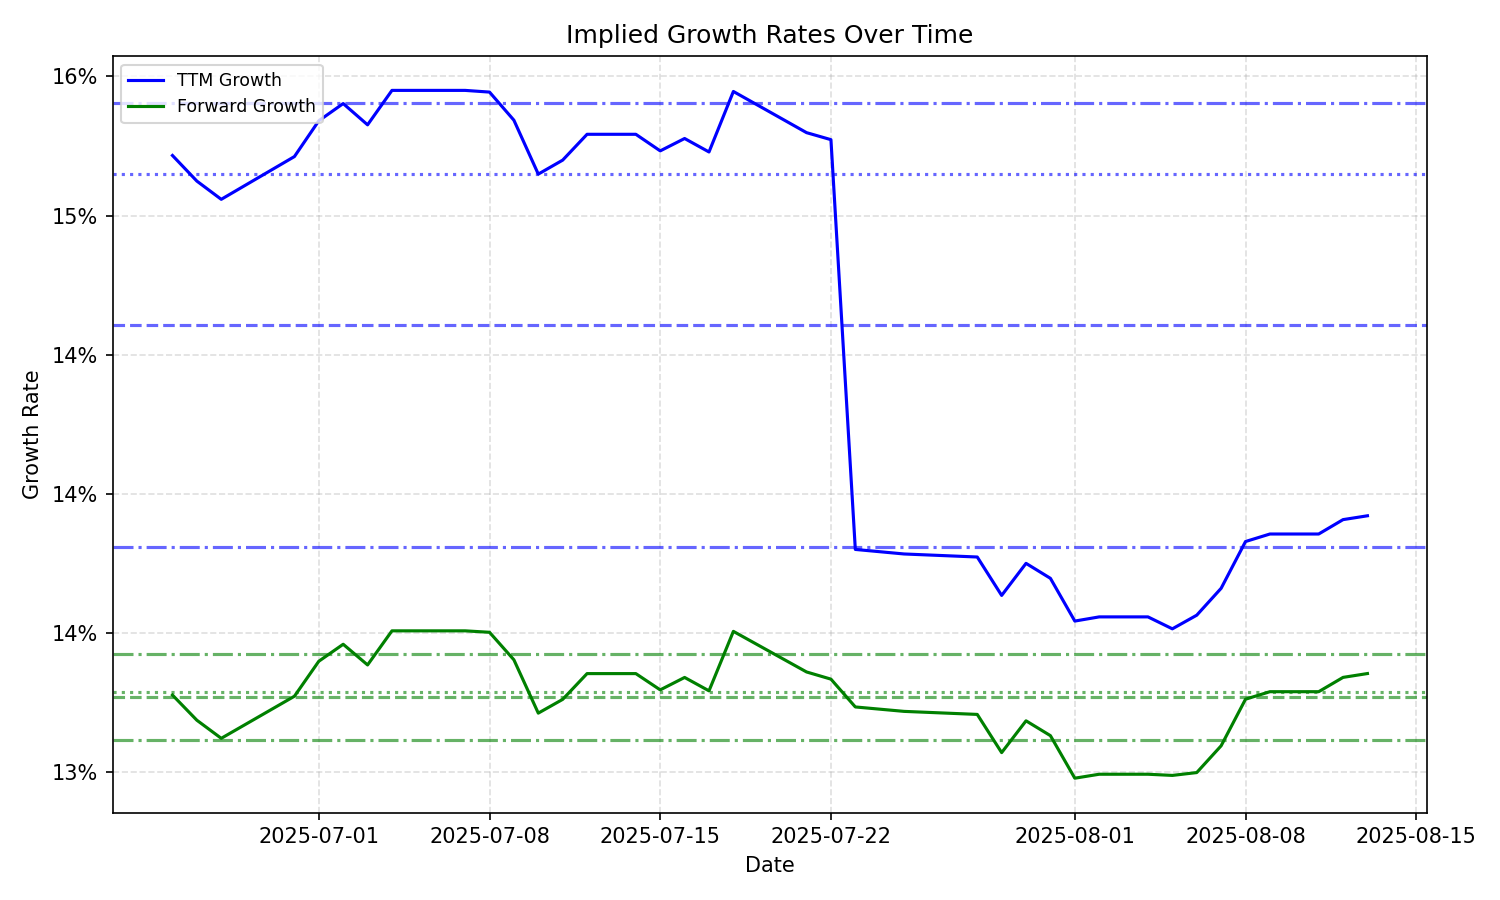 Implied Growth Rates Over Time
TTM Growth
Forward Growth
16%
15%
14%
14%
14%
13%
Growth Rate
2025-07-01
2025-07-08
2025-07-15
2025-07-22
2025-08-01
2025-08-08
2025-08-15
Date